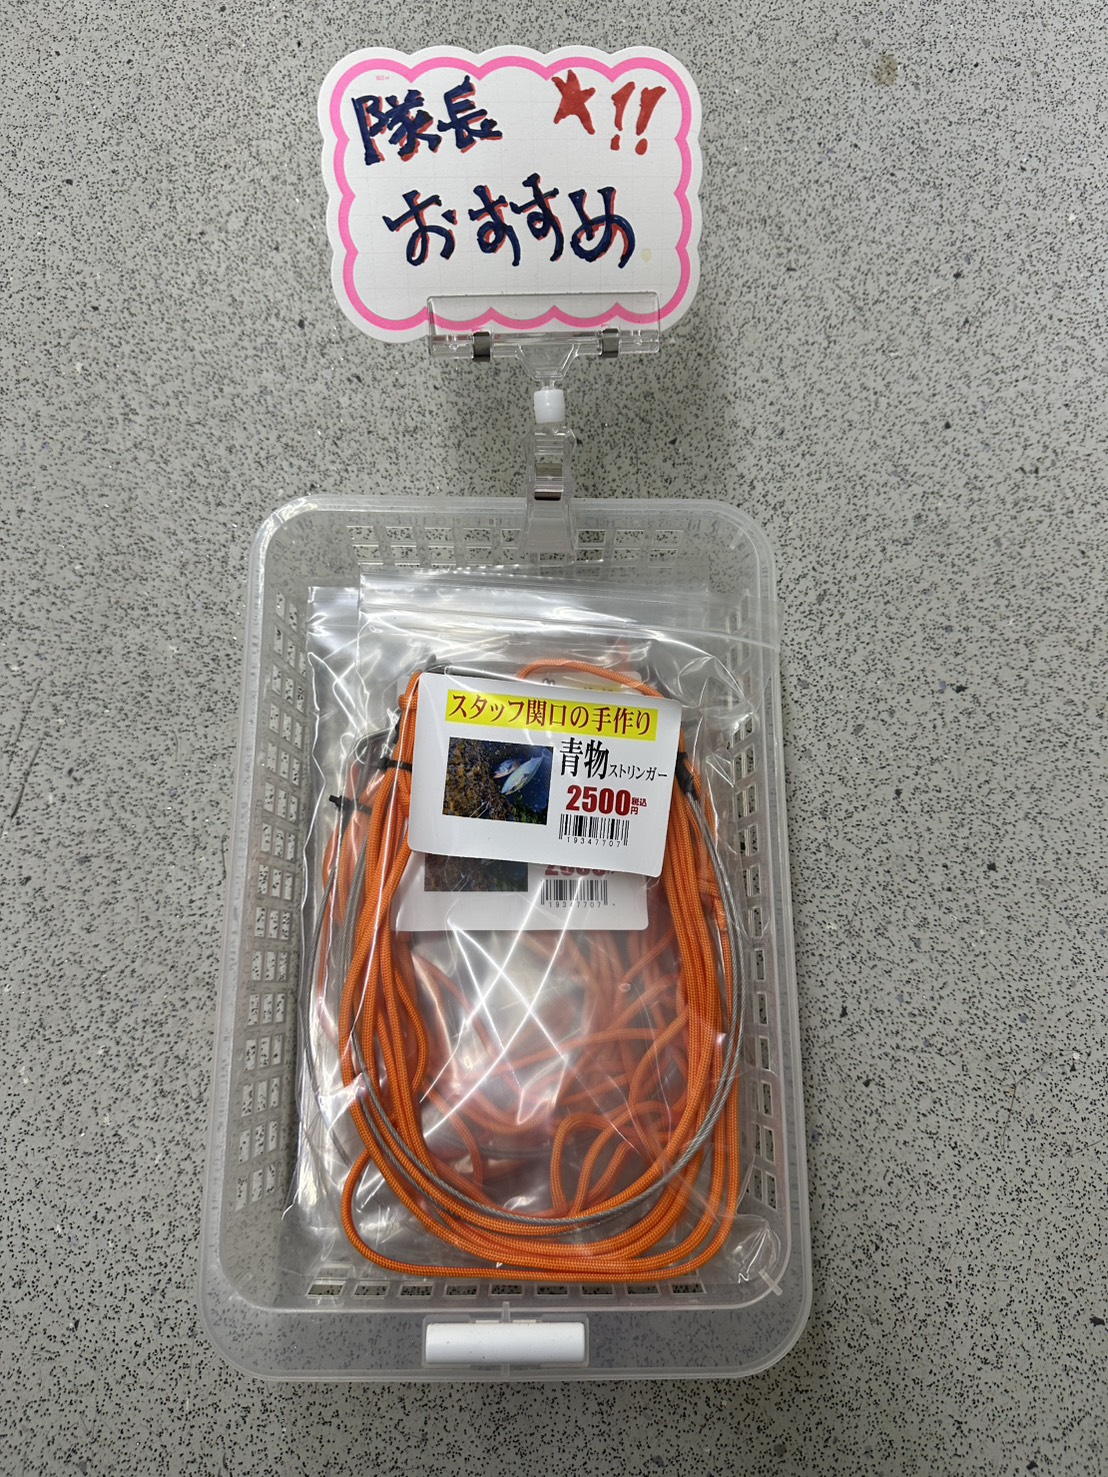 隊長 ★!!
おすすめ
スタッフ関口の手作り
青物ストリンガー
2500税込円
19347707
19347707